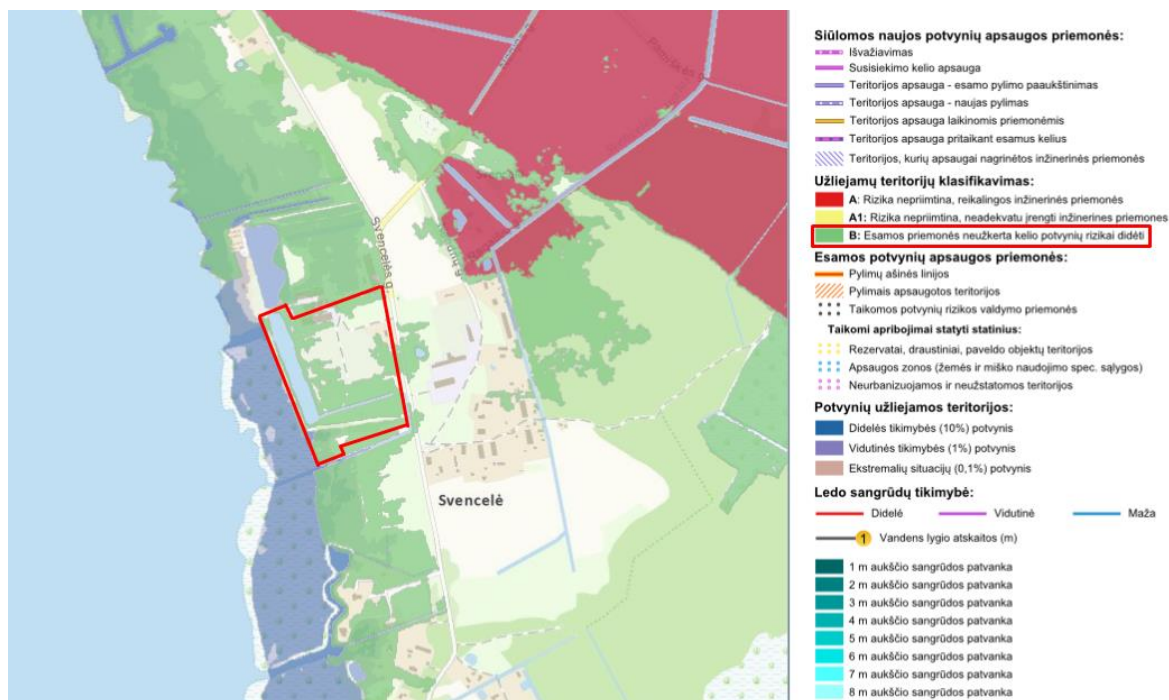 Svencelės g.
Svencelė
Siūlomos naujos potvynių apsaugos priemonės:
Išvažiavimas
Susisiekimo kelio apsauga
Teritorijos apsauga - esamo pylimo paaukštinimas
Teritorijos apsauga - naujas pylimas
Teritorijos apsauga laikinomis priemonėmis
Teritorijos apsauga pritaikant esamus kelius
Teritorijos, kurių apsaugai nagrinėtos inžinerinės priemonės
Užliejamų teritorijų klasifikavimas:
A: Rizika nepriimtina, reikalingos inžinerinės priemonės
A1: Rizika nepriimtina, neadekvatu įrengti inžinerines priemones
B: Esamos priemonės neužkerta kelio potvynių rizikai didėti
Esamos potvynių apsaugos priemonės:
Pylimų ašinės linijos
Pylimais apsaugotos teritorijos
Taikomos potvynių rizikos valdymo priemonės
Taikomi apribojimai statyti statinius:
Rezervatai, draustiniai, paveldo objektų teritorijos
Apsaugos zonos (žemės ir miško naudojimo spec. sąlygos)
Neurbanizuojamos ir neužstatomos teritorijos
Potvynių užliejamos teritorijos:
Didelės tikimybės (10%) potvynis
Vidutinės tikimybės (1%) potvynis
Ekstremalių situacijų (0,1%) potvynis
Ledo sangrūdų tikimybė:
Didelė Vidutinė Maža
1 Vandens lygio atskaitos (m)
1 m aukščio sangrūdos patvanka
2 m aukščio sangrūdos patvanka
3 m aukščio sangrūdos patvanka
4 m aukščio sangrūdos patvanka
5 m aukščio sangrūdos patvanka
6 m aukščio sangrūdos patvanka
7 m aukščio sangrūdos patvanka
8 m aukščio sangrūdos patvanka